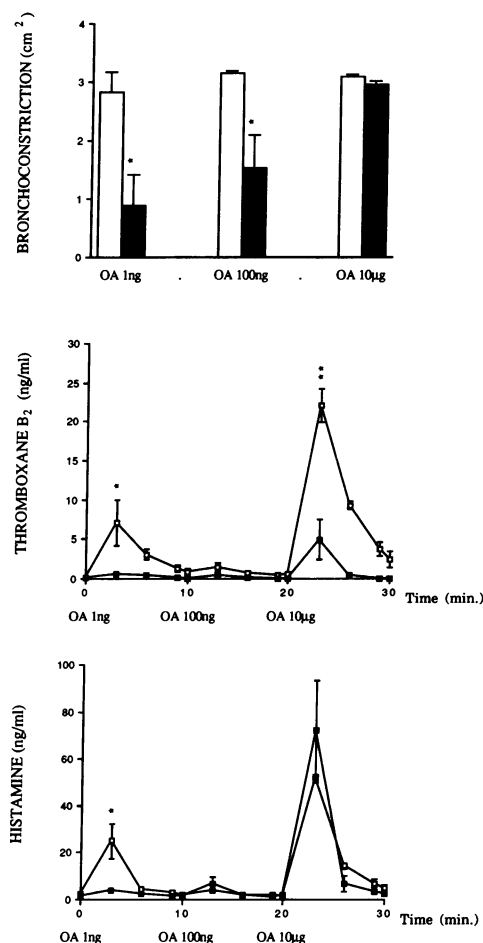 BRONCHOCONSTRICTION (cm 2 )
4
3
2
1
0
*
*
OA 1ng . OA 100ng . OA 10µg
THROMBOXANE B2 (ng/ml)
30
25
20
15
10
5
0
*
*
*
0 10 20 30
Time (min.)
OA 1ng OA 100ng OA 10µg
HISTAMINE (ng/ml)
100
80
60
40
20
0
*
0 10 20 30
Time (min.)
OA 1ng OA 100ng OA 10µg